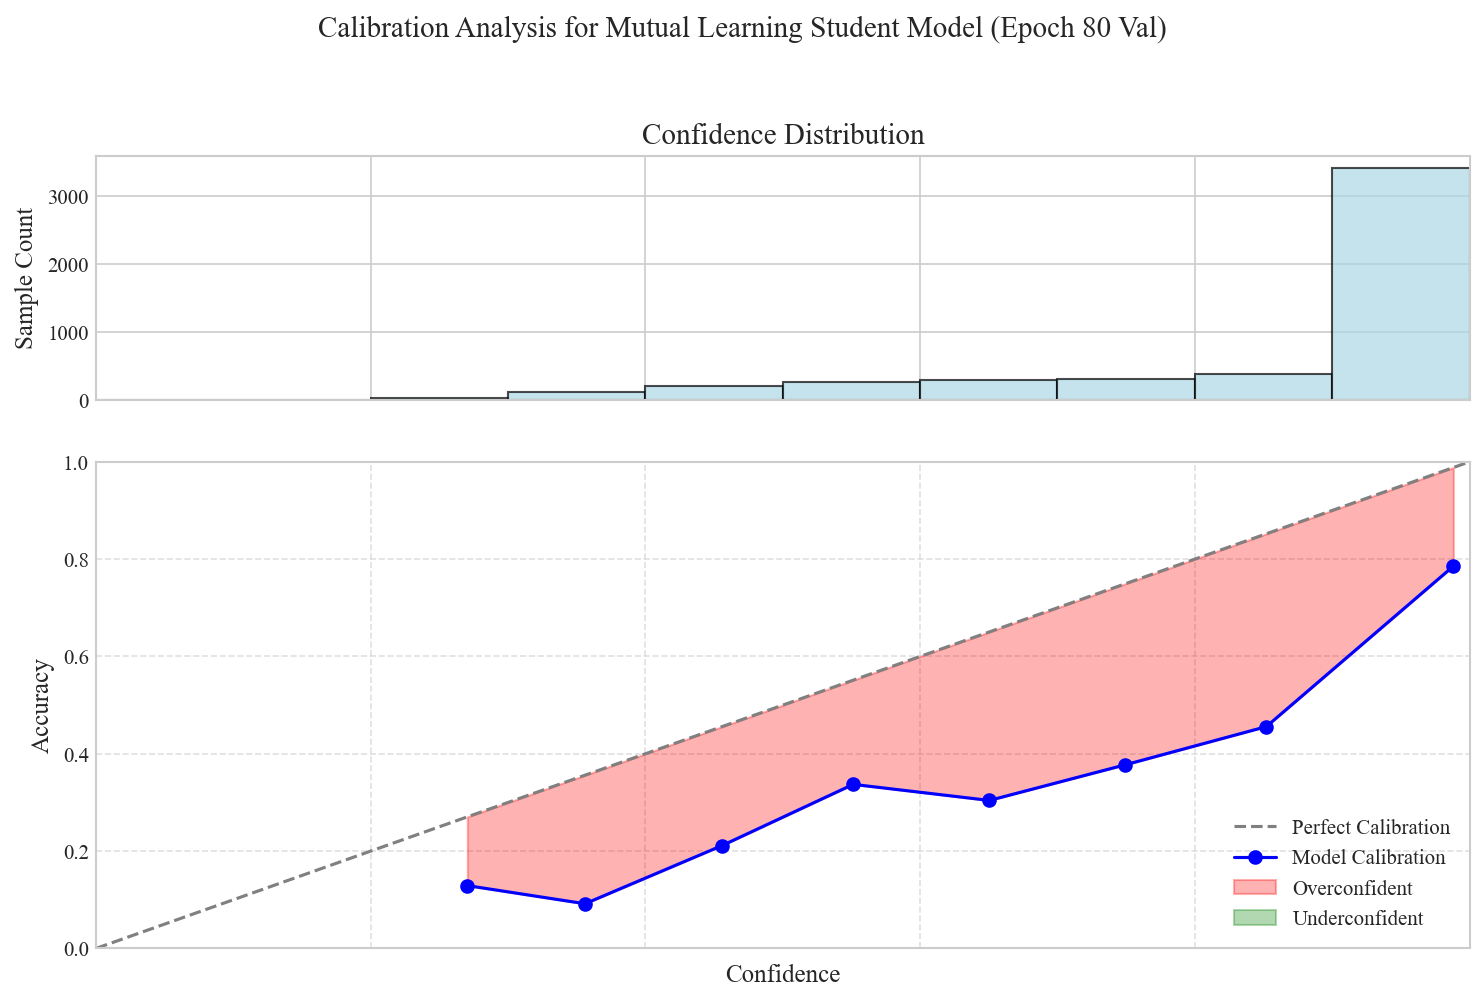 Calibration Analysis for Mutual Learning Student Model (Epoch 80 Val)
Confidence Distribution
Sample Count
3000
2000
1000
0
Accuracy
1.0
0.8
0.6
0.4
0.2
0.0
Perfect Calibration
Model Calibration
Overconfident
Underconfident
Confidence